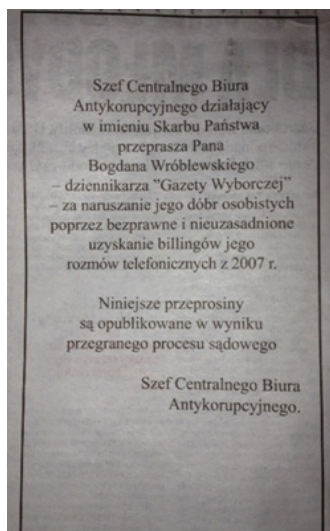 Szef Centralnego Biura
Antykorupcyjnego działający
w imieniu Skarbu Państwa
przeprasza Pana
Bogdana Wróblewskiego
– dziennikarza "Gazety Wyborczej"
– za naruszanie jego dóbr osobistych
poprzez bezprawne i nieuzasadnione
uzyskanie billingów jego
rozmów telefonicznych z 2007 r.
Niniejsze przeprosiny
są opublikowane w wyniku
przegranego procesu sądowego
Szef Centralnego Biura
Antykorupcyjnego.